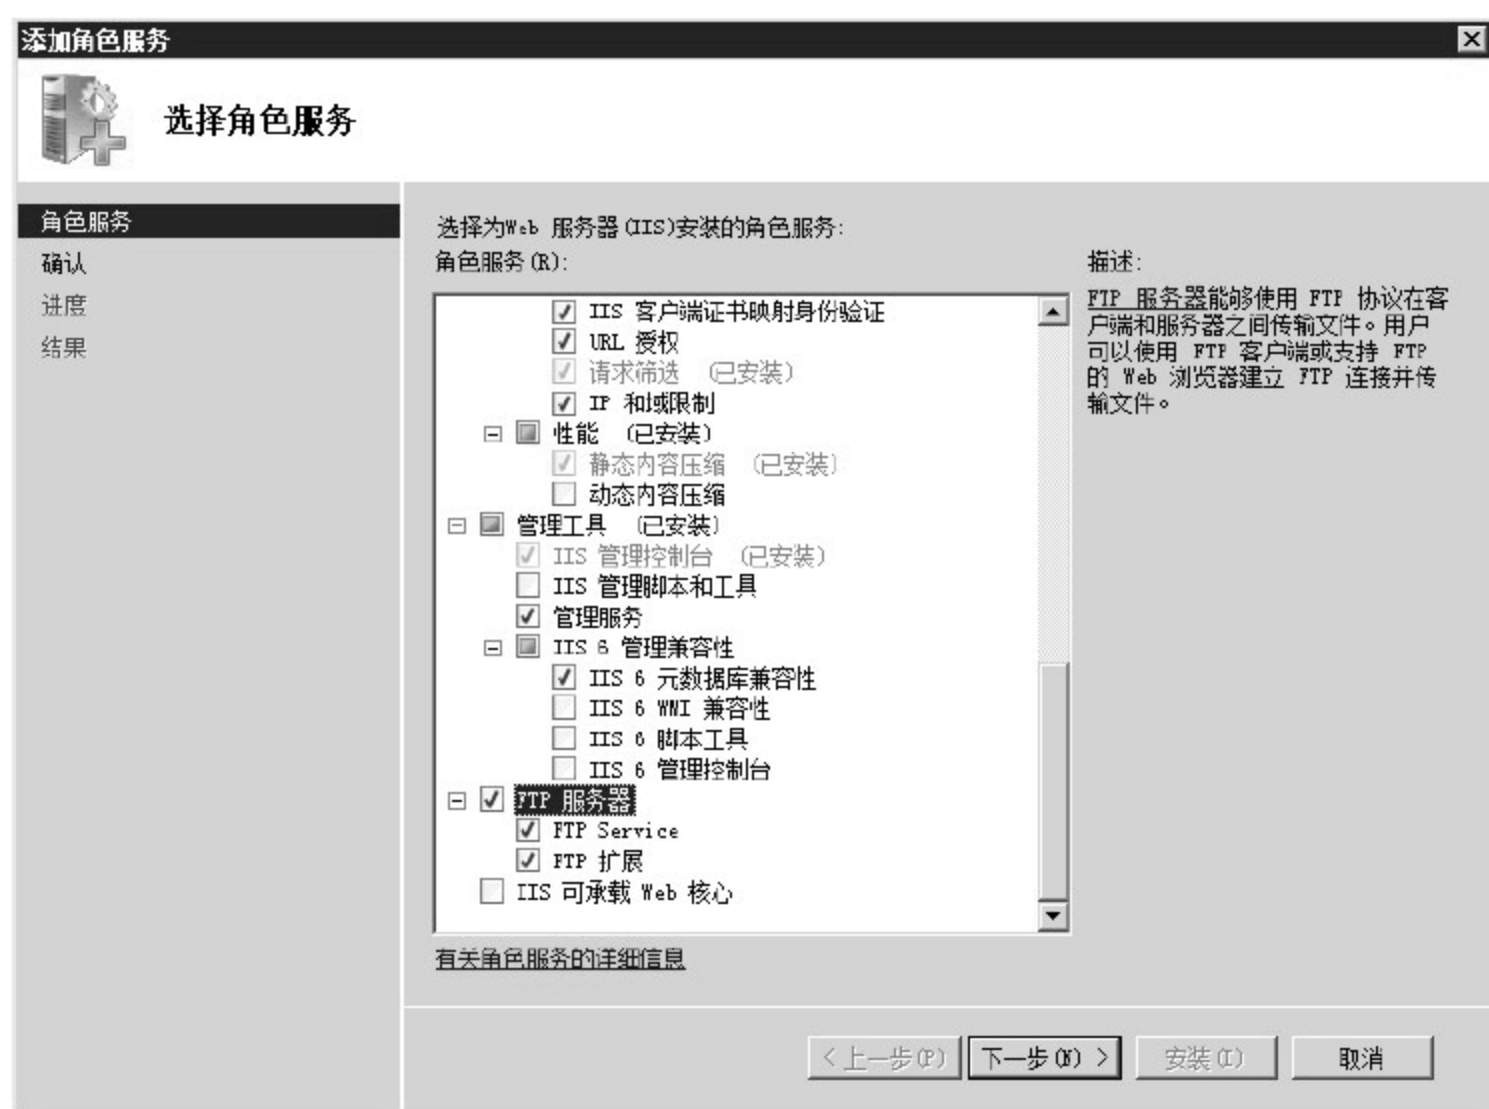 添加角色服务
选择角色服务
角色服务
确认
进度
结果
选择为Web 服务器(IIS)安装的角色服务:
角色服务(R):
IIS 客户端证书映射身份验证
URL 授权
请求筛选 (已安装)
IP 和域限制
性能 (已安装)
静态内容压缩 (已安装)
动态内容压缩
管理工具 (已安装)
IIS 管理控制台 (已安装)
IIS 管理脚本和工具
管理服务
IIS 6 管理兼容性
IIS 6 元数据库兼容性
IIS 6 WMI 兼容性
IIS 6 脚本工具
IIS 6 管理控制台
FTP 服务器
FTP Service
FTP 扩展
IIS 可承载 Web 核心
有关角色服务的详细信息
描述:
FTP 服务器能够使用 FTP 协议在客
户端和服务器之间传输文件。用户
可以使用 FTP 客户端或支持 FTP
的 Web 浏览器建立 FTP 连接并传
输文件。
< 上一步(P)
下一步(N) >
安装(I)
取消